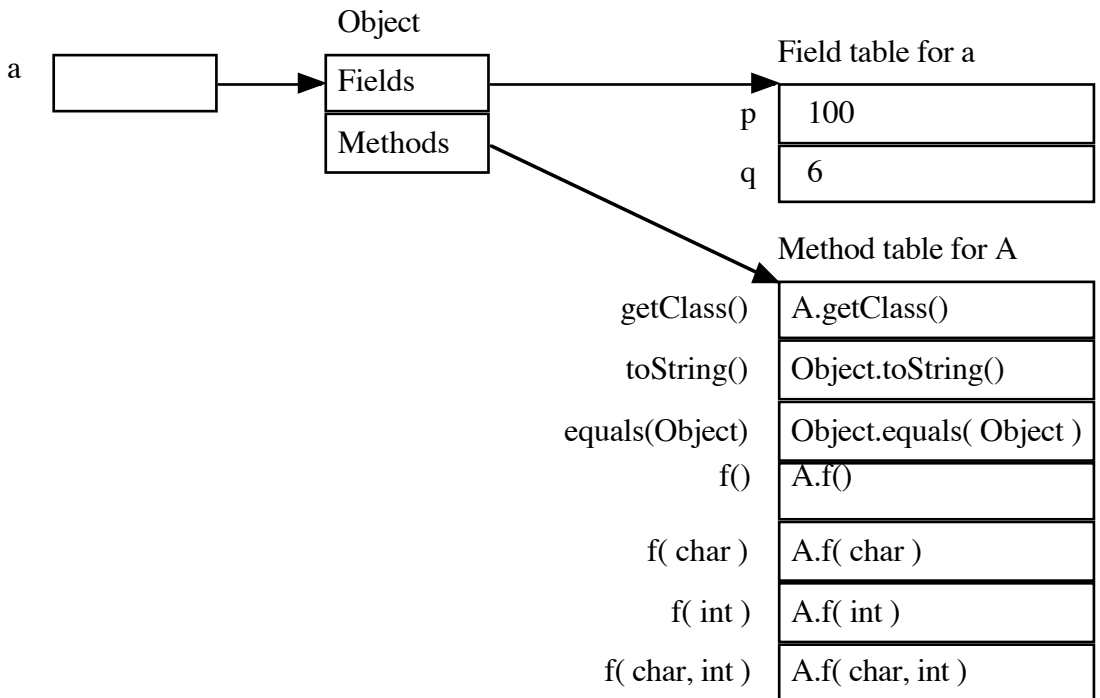 Object
a
Fields
Methods
Field table for a
p 100
q 6
Method table for A
getClass() A.getClass()
toString() Object.toString()
equals(Object) Object.equals( Object )
f() A.f()
f( char ) A.f( char )
f( int ) A.f( int )
f( char, int ) A.f( char, int )